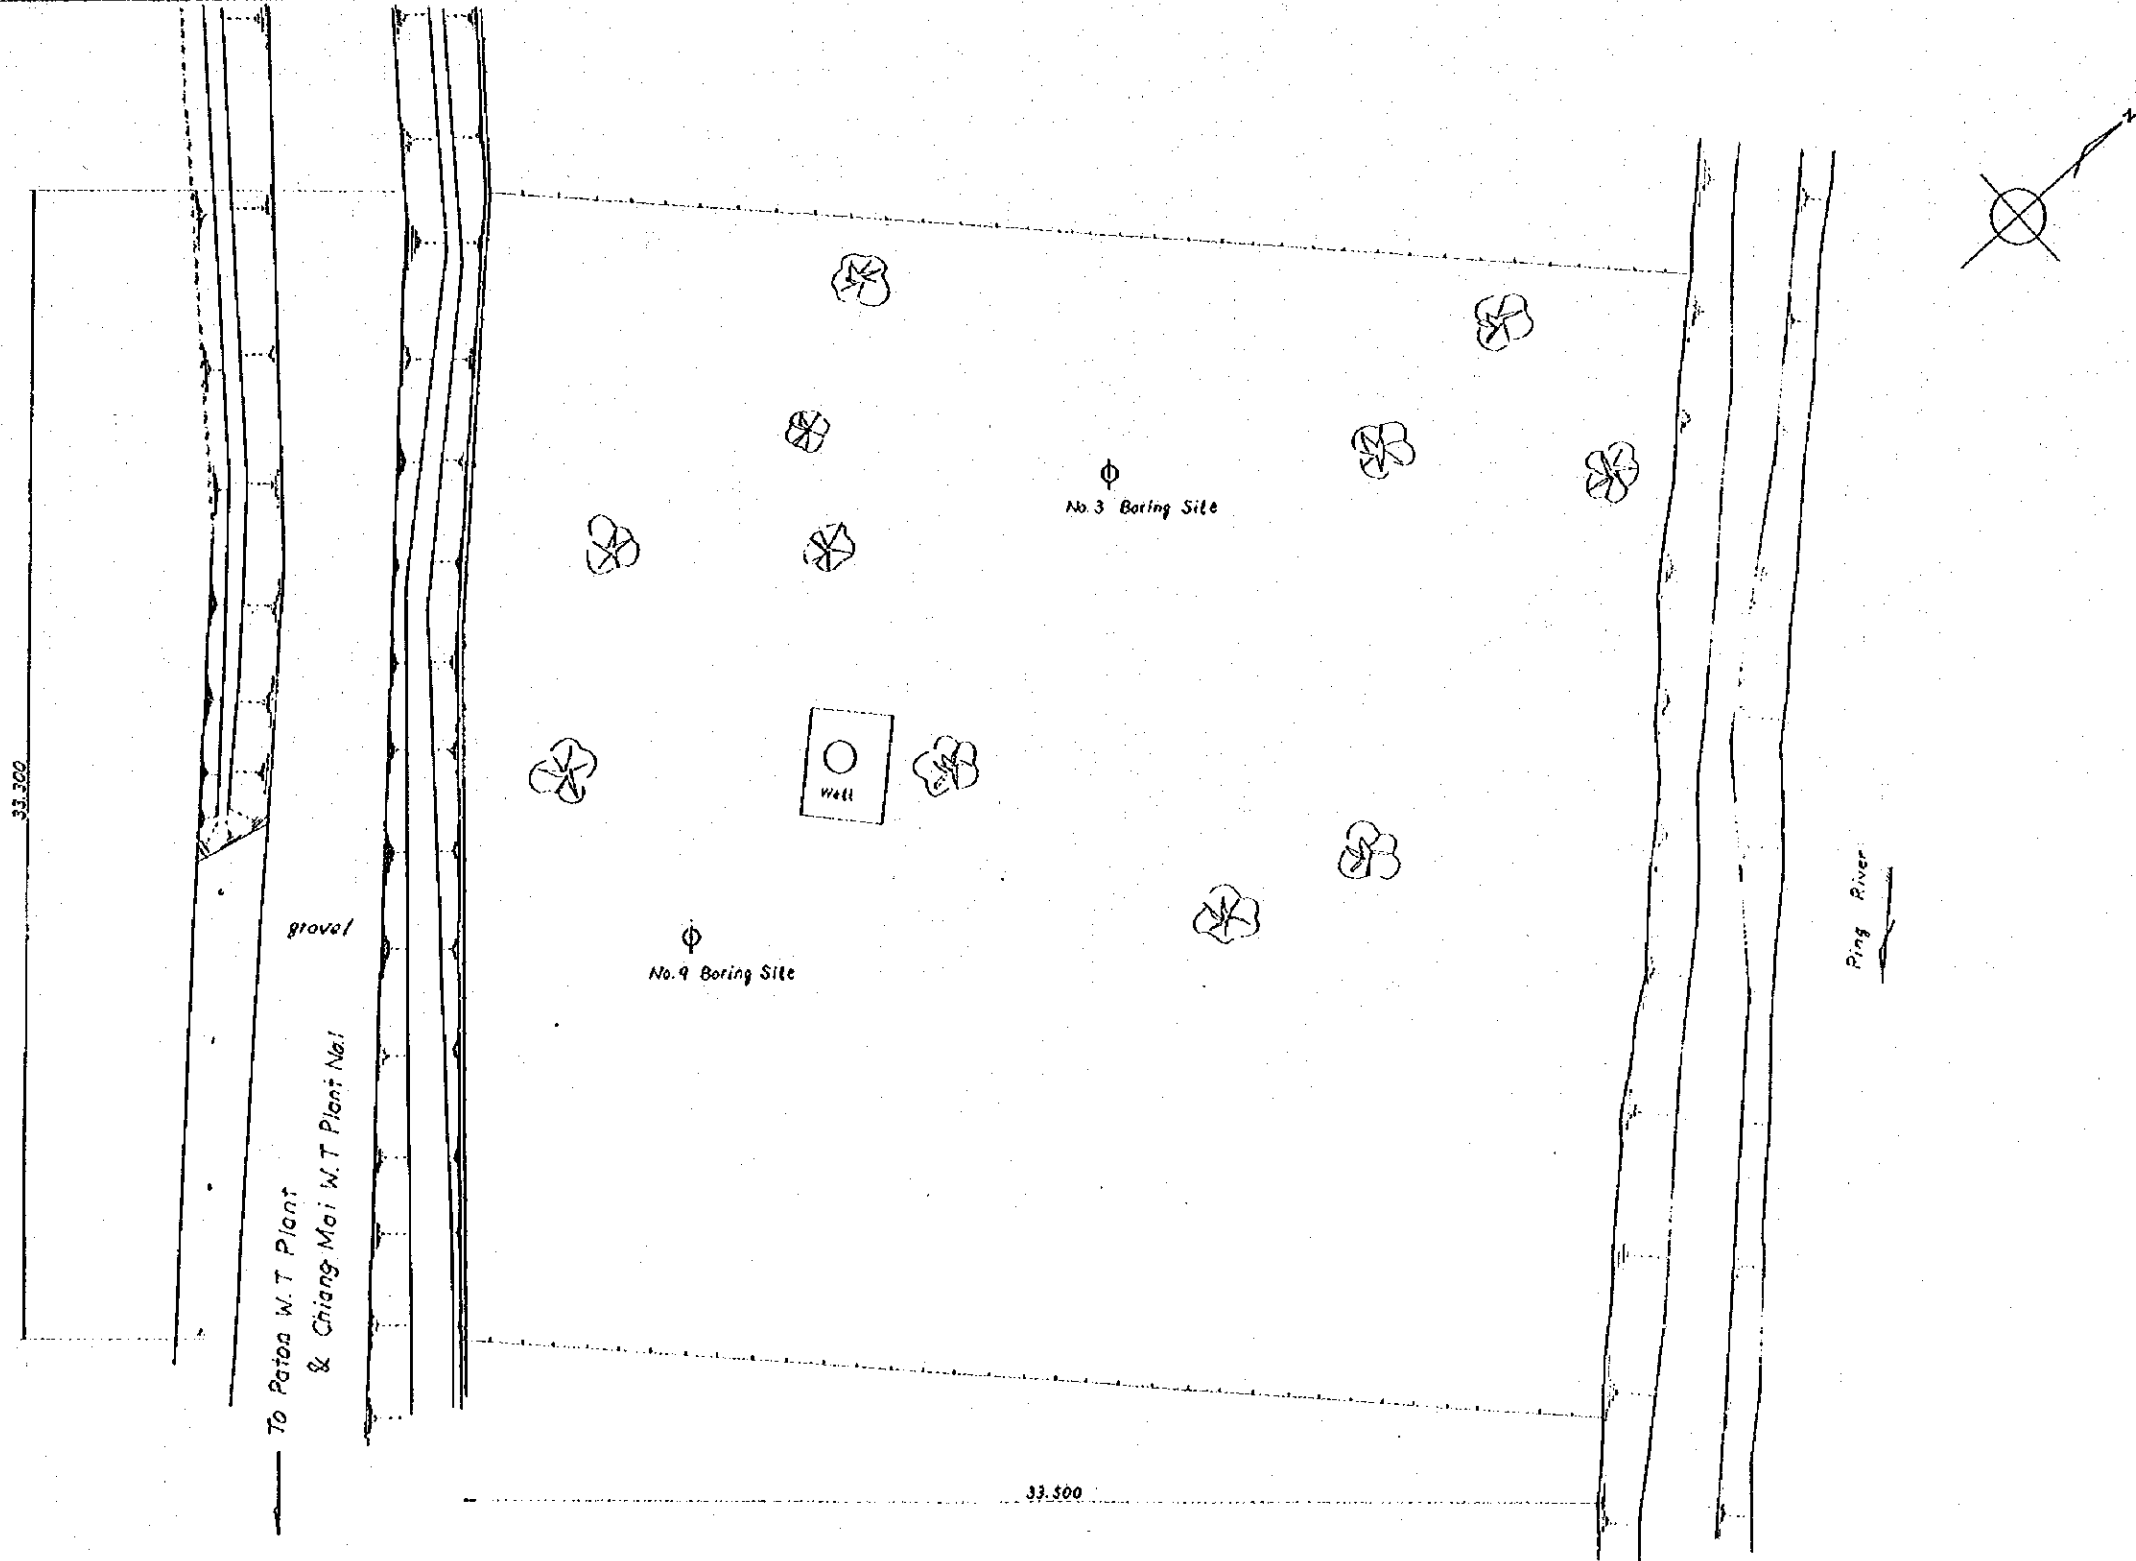 N
No. 3 Boring Site
33.300
Well
gravel
No. 9 Boring Site
Ping River
To Paton W. T Plant
& Chiang Mai W. T Plant No.1
33.500